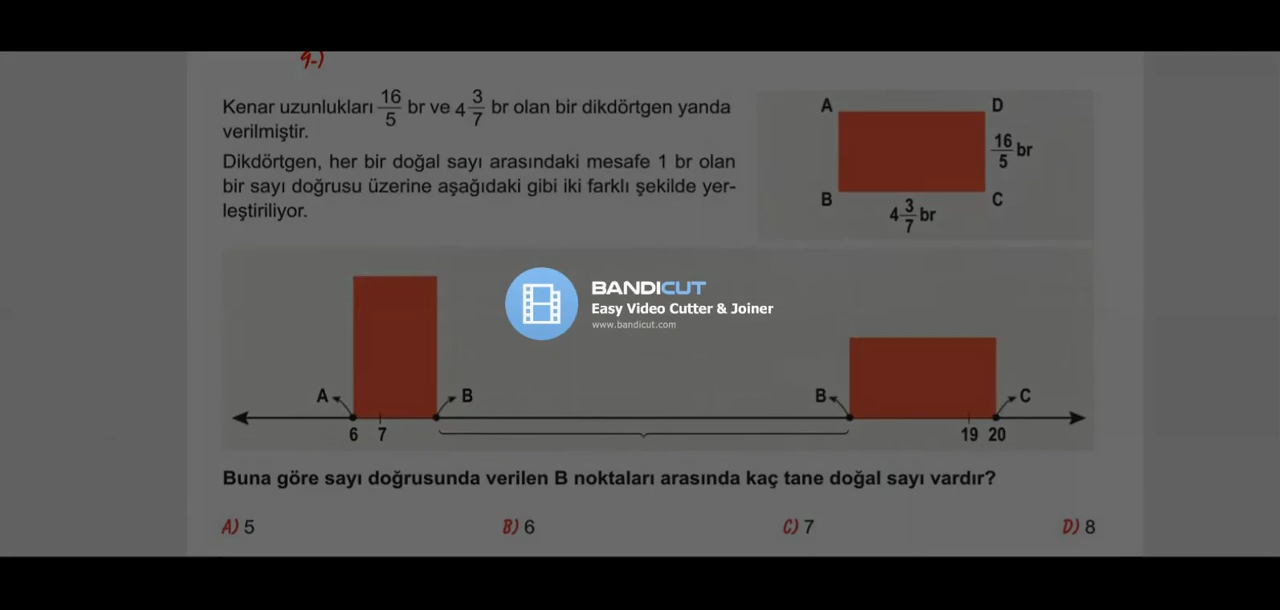 9-)
Kenar uzunlukları 16/5 br ve 4 3/7 br olan bir dikdörtgen yanda
verilmiştir.
Dikdörtgen, her bir doğal sayı arasındaki mesafe 1 br olan
bir sayı doğrusu üzerine aşağıdaki gibi iki farklı şekilde yer-
leştiriliyor.
A D
16/5 br
B C
4 3/7 br
BANDICUT
Easy Video Cutter & Joiner
www.bandicut.com
A B B C
6 7 19 20
Buna göre sayı doğrusunda verilen B noktaları arasında kaç tane doğal sayı vardır?
A) 5 B) 6 C) 7 D) 8